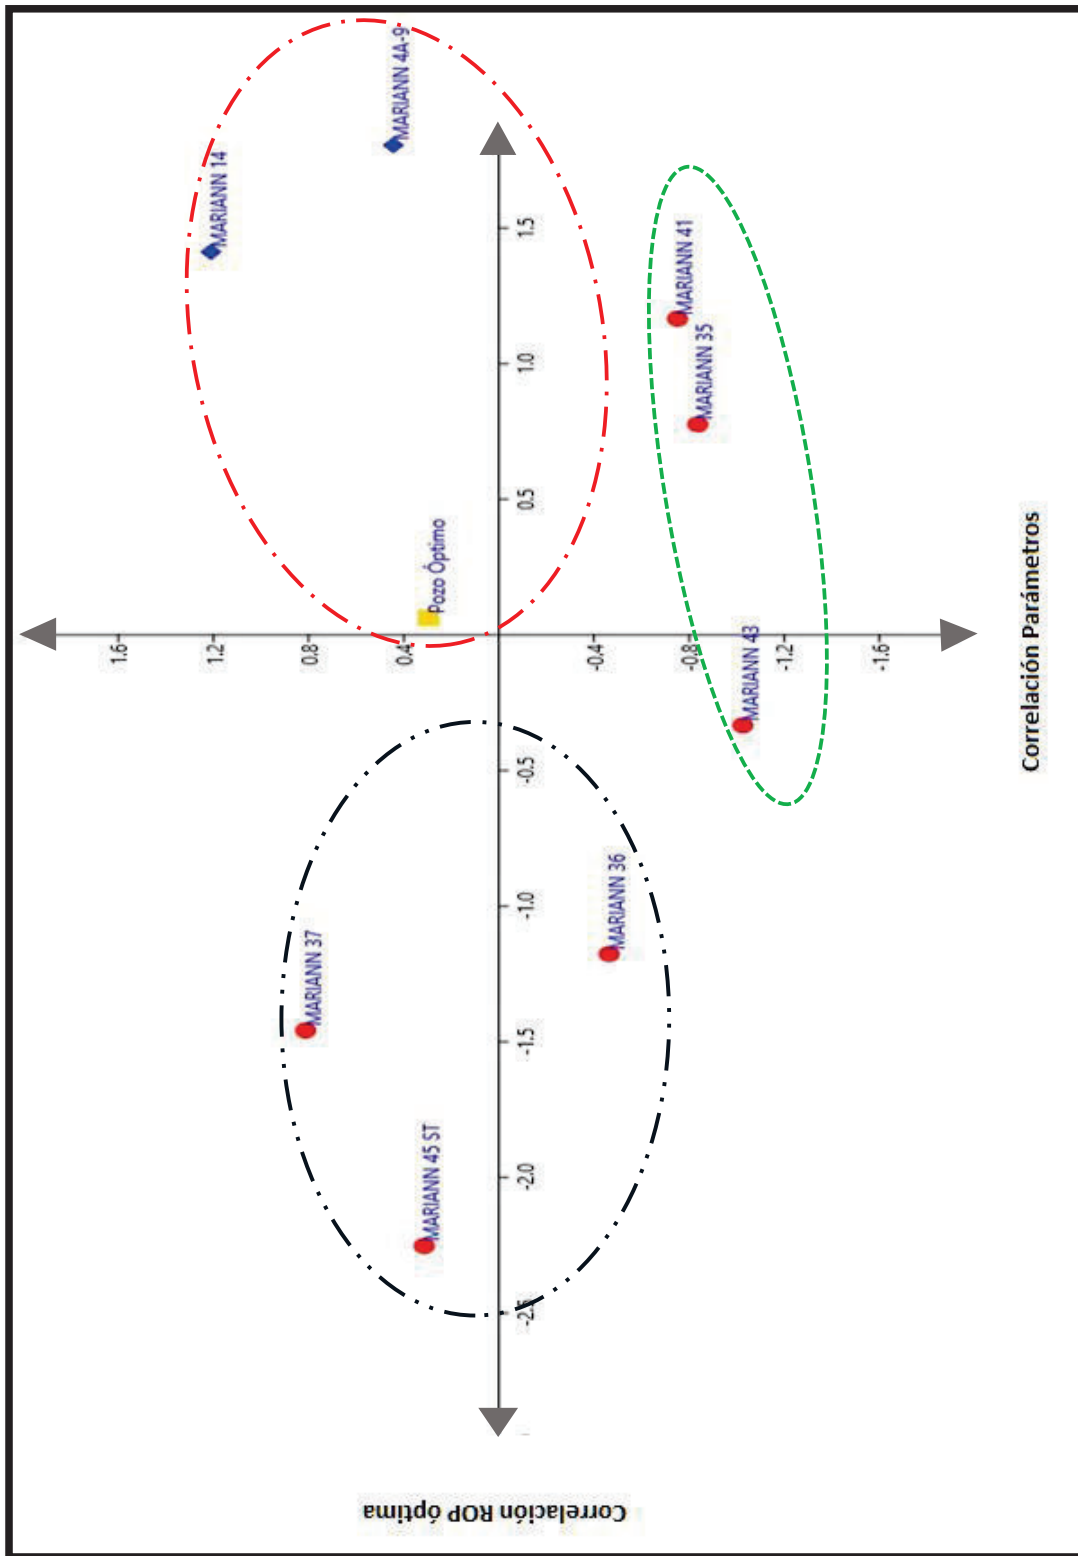 MARIANN 4A-9
MARIANN 14
MARIANN 41
MARIANN 35
Pozo Óptimo
MARIANN 43
MARIANN 37
MARIANN 36
MARIANN 45 ST
1.6
1.2
0.8
0.4
-0.4
-0.8
-1.2
-1.6
-2.5
-2.0
-1.5
-1.0
-0.5
0.5
1.0
1.5
Correlación ROP óptima
Correlación Parámetros